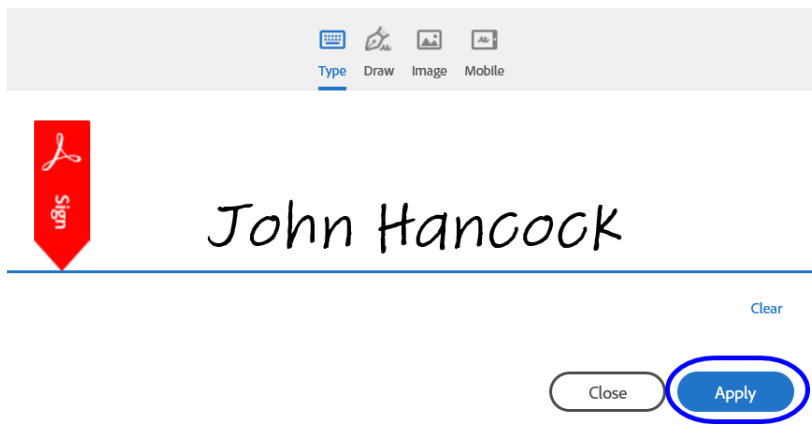 Type Draw Image Mobile
Sign
John Hancock
Clear
Close Apply